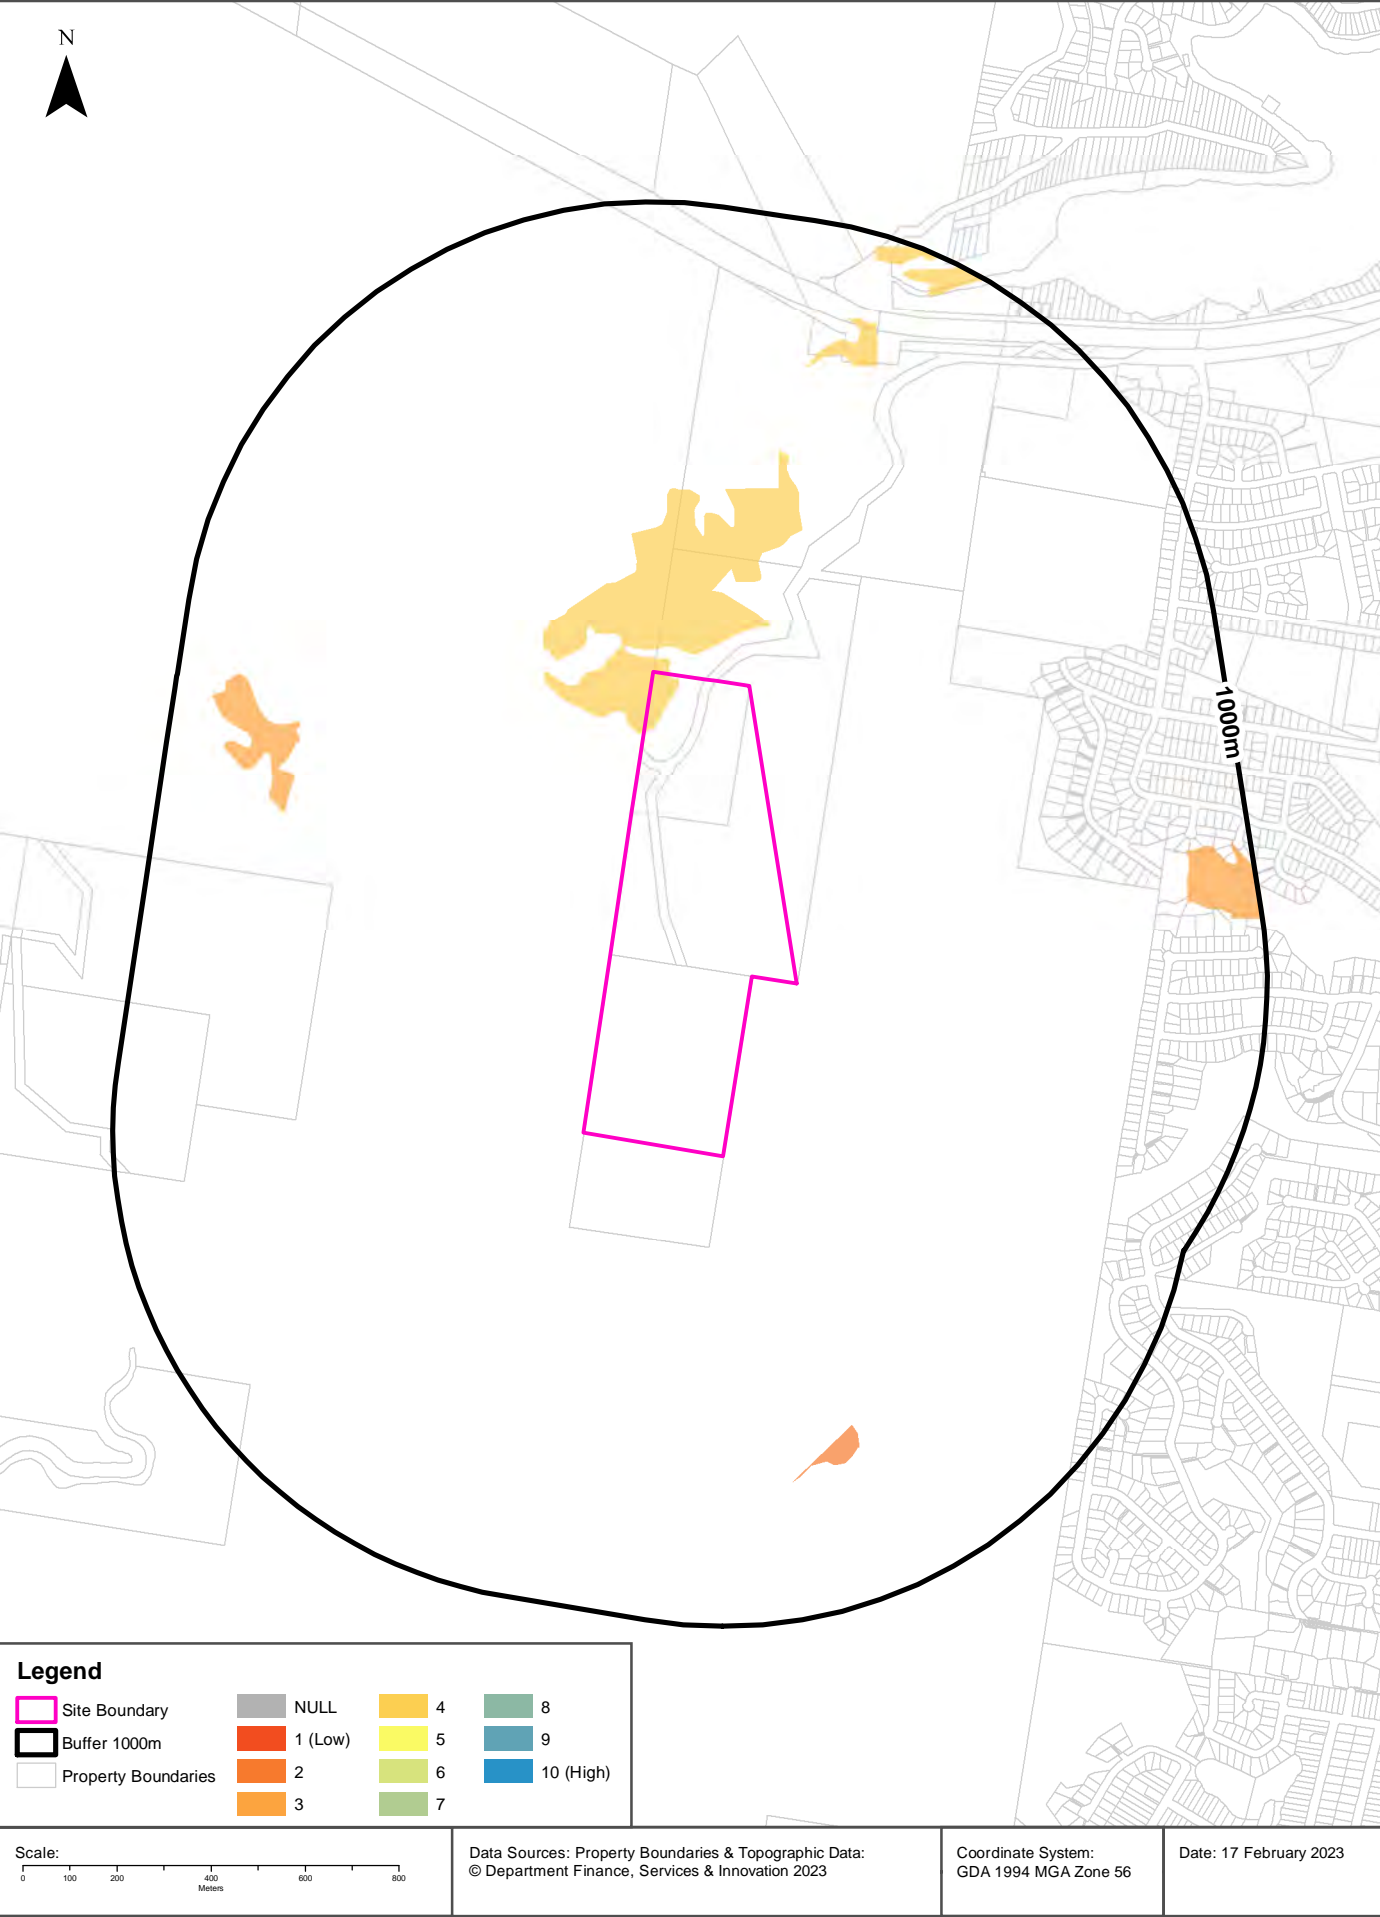 N
1000m
Legend
Site Boundary
Buffer 1000m
Property Boundaries
NULL
1 (Low)
2
3
4
5
6
7
8
9
10 (High)
Scale:
0 100 200 400 600 800
Meters
Data Sources: Property Boundaries & Topographic Data:
© Department Finance, Services & Innovation 2023
Coordinate System:
GDA 1994 MGA Zone 56
Date: 17 February 2023